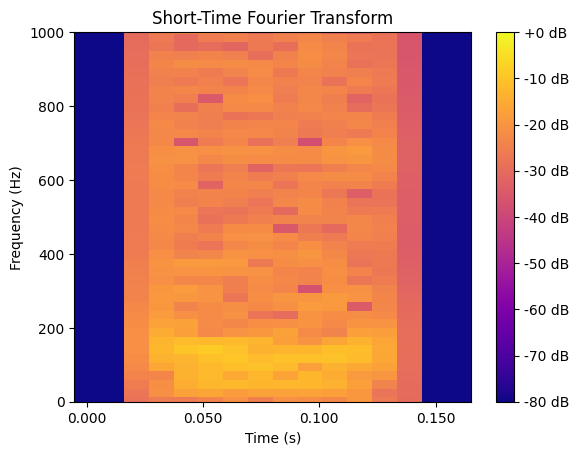 Short-Time Fourier Transform
1000
800
600
400
200
0
Frequency (Hz)
0.000
0.050
0.100
0.150
Time (s)
+0 dB
-10 dB
-20 dB
-30 dB
-40 dB
-50 dB
-60 dB
-70 dB
-80 dB